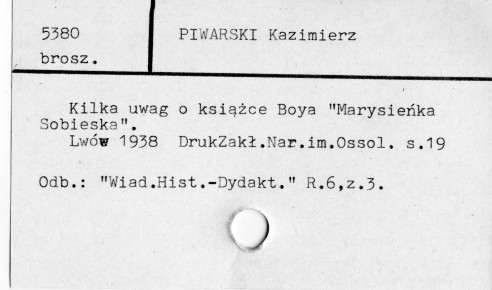 5380 PIWARSKI Kazimierz
brosz.
Kilka uwag o książce Boya "Marysieńka
Sobieska".
Lwów 1938 DrukZakł.Nar.im.Ossol. s.19
Odb.: "Wiad.Hist.-Dydakt." R.6,z.3.